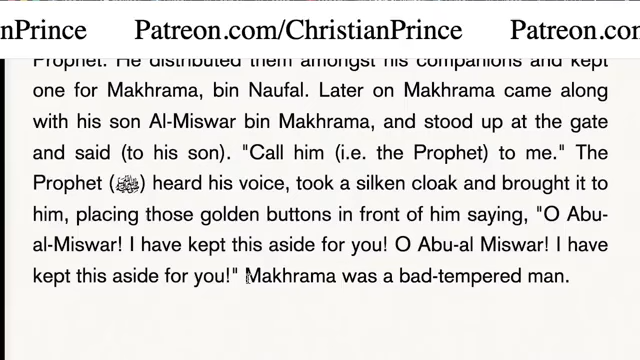 nPrince Patreon.com/ChristianPrince Patreon.co
Prophet. He distributed them amongst his companions and kept
one for Makhrama, bin Naufal. Later on Makhrama came along
with his son Al-Miswar bin Makhrama, and stood up at the gate
and said (to his son). "Call him (i.e. the Prophet) to me." The
Prophet (ﷺ) heard his voice, took a silken cloak and brought it to
him, placing those golden buttons in front of him saying, "O Abu-
al-Miswar! I have kept this aside for you! O Abu-al Miswar! I have
kept this aside for you!" Makhrama was a bad-tempered man.